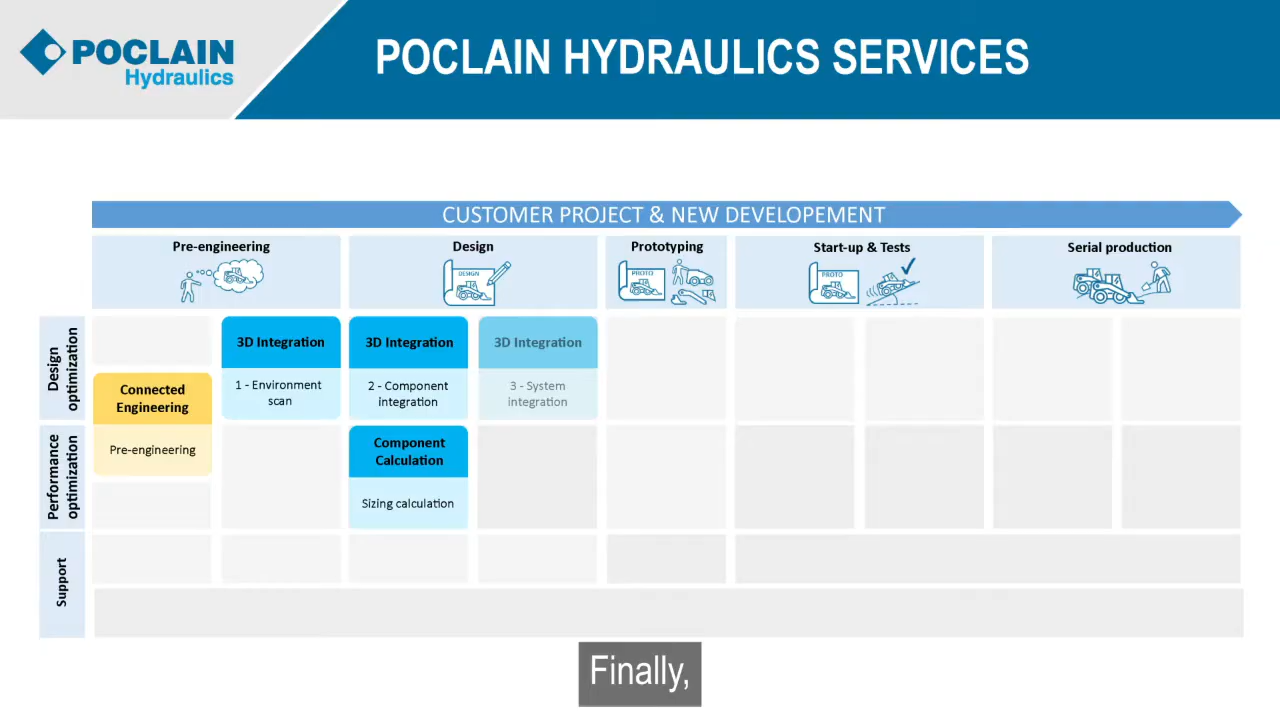 POCLAIN
Hydraulics
POCLAIN HYDRAULICS SERVICES
CUSTOMER PROJECT & NEW DEVELOPEMENT
Pre-engineering
Design
Prototyping
Start-up & Tests
Serial production
DESIGN
PROTO
PROTO
Design
optimization
3D Integration
1 - Environment
scan
3D Integration
2 - Component
integration
3D Integration
3 - System
integration
Connected
Engineering
Pre-engineering
Performance
optimization
Component
Calculation
Sizing calculation
Support
Finally,